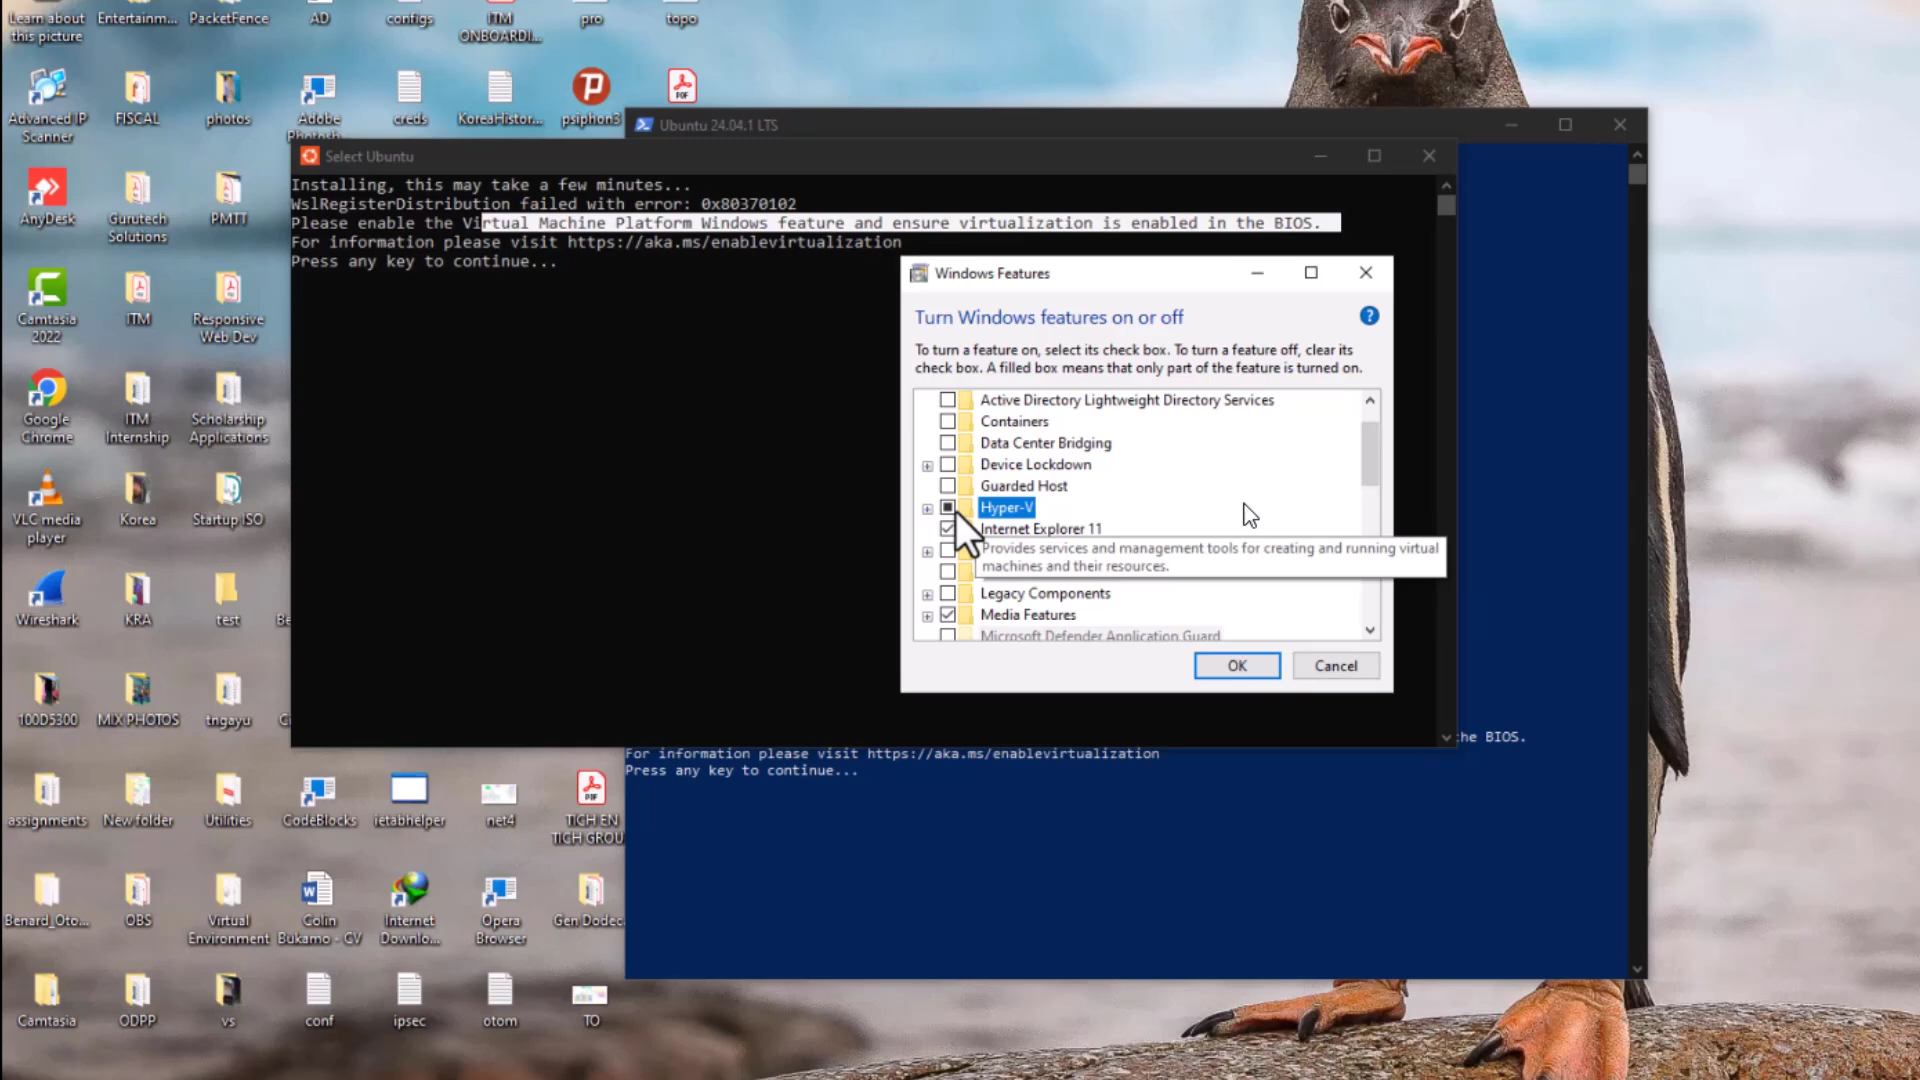 Learn about
this picture
Entertainm...
PacketFence
AD
configs
ITM
ONBOARDI...
pro
topo
Advanced IP
Scanner
FISCAL
photos
Adobe
creds
KoreaHistor...
psiphon3
AnyDesk
Gurutech
Solutions
PMTT
Camtasia
2022
ITM
Responsive
Web Dev
Google
Chrome
ITM
Internship
Scholarship
Applications
VLC media
player
Korea
Startup ISO
Wireshark
KRA
test
Be
100D5300
MIX PHOTOS
tngayu
assignments
New folder
Utilities
CodeBlocks
ietabhelper
net4
TICH EN
TICH GROU
Benard_Oto...
OBS
Virtual
Environment
Colin
Bukamo - CV
Internet
Downlo...
Opera
Browser
Gen Dodec
Camtasia
ODPP
vs
conf
ipsec
otom
TO
Ubuntu 24.04.1 LTS
Select Ubuntu
Installing, this may take a few minutes...
WslRegisterDistribution failed with error: 0x80370102
Please enable the Virtual Machine Platform Windows feature and ensure virtualization is enabled in the BIOS.
For information please visit https://aka.ms/enablevirtualization
Press any key to continue...
Windows Features
Turn Windows features on or off
To turn a feature on, select its check box. To turn a feature off, clear its
check box. A filled box means that only part of the feature is turned on.
Active Directory Lightweight Directory Services
Containers
Data Center Bridging
Device Lockdown
Guarded Host
Hyper-V
Internet Explorer 11
Provides services and management tools for creating and running virtual
machines and their resources.
Legacy Components
Media Features
Microsoft Defender Application Guard
OK
Cancel
the BIOS.
For information please visit https://aka.ms/enablevirtualization
Press any key to continue...